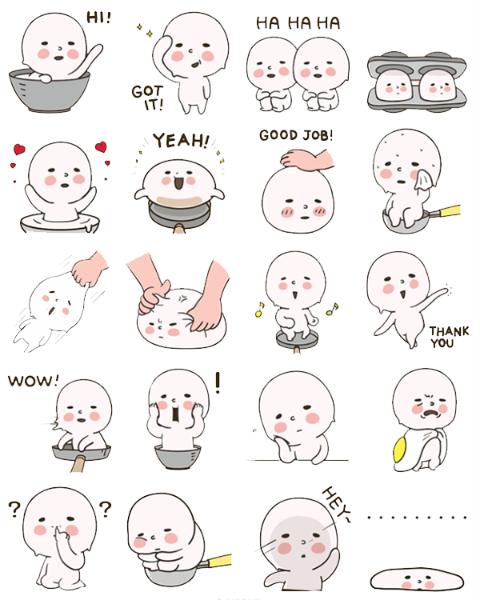 HI!
GOT
IT!
HA HA HA
YEAH!
GOOD JOB!
THANK
YOU
WOW!
!
? ?
HEY~
..........